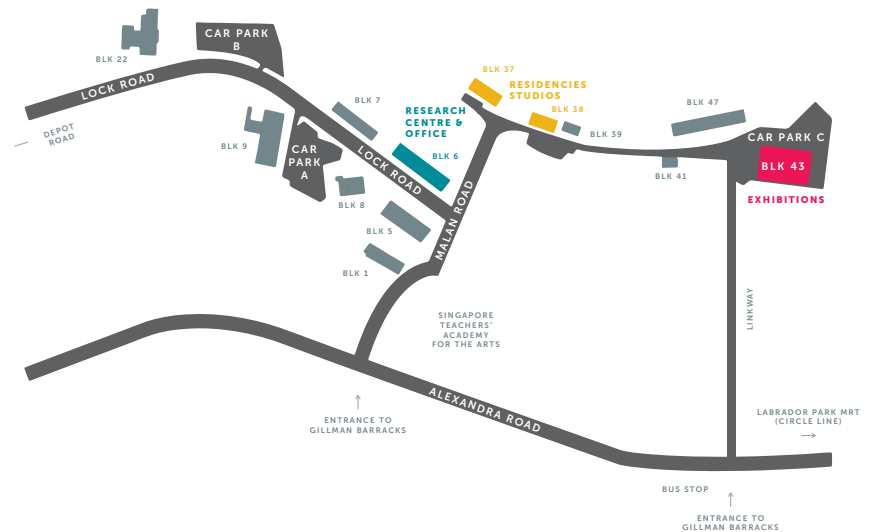 CAR PARK
B
BLK 22
LOCK ROAD
DEPOT
ROAD
BLK 9
CAR
PARK
A
BLK 7
RESEARCH
CENTRE &
OFFICE
BLK 6
LOCK ROAD
BLK 8
BLK 5
BLK 1
MALAN ROAD
BLK 37
RESIDENCIES
STUDIOS
BLK 38
BLK 39
BLK 47
CAR PARK C
BLK 43
BLK 41
EXHIBITIONS
LINKWAY
SINGAPORE
TEACHERS'
ACADEMY
FOR THE ARTS
ALEXANDRA ROAD
ENTRANCE TO
GILLMAN BARRACKS
LABRADOR PARK MRT
(CIRCLE LINE)
BUS STOP
ENTRANCE TO
GILLMAN BARRACKS